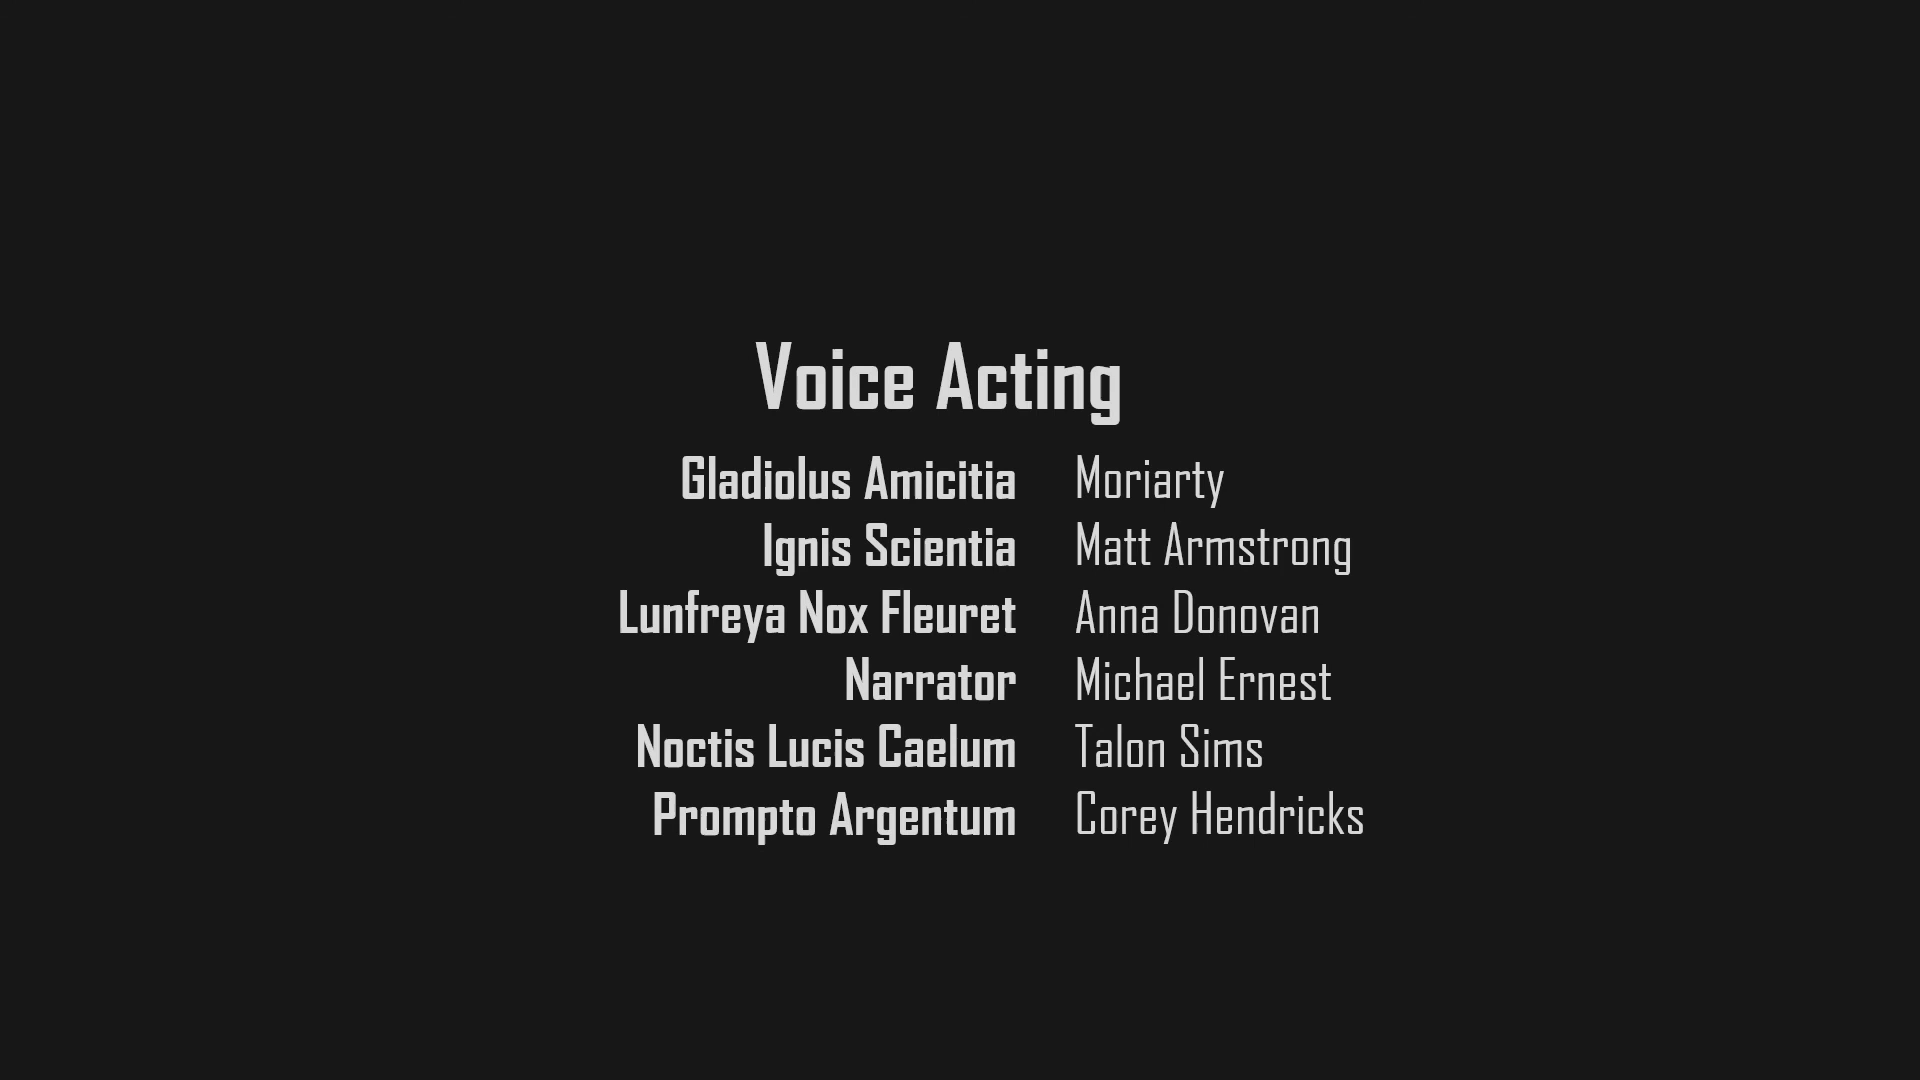 Voice Acting
Gladiolus Amicitia Moriarty
Ignis Scientia Matt Armstrong
Lunfreya Nox Fleuret Anna Donovan
Narrator Michael Ernest
Noctis Lucis Caelum Talon Sims
Prompto Argentum Corey Hendricks